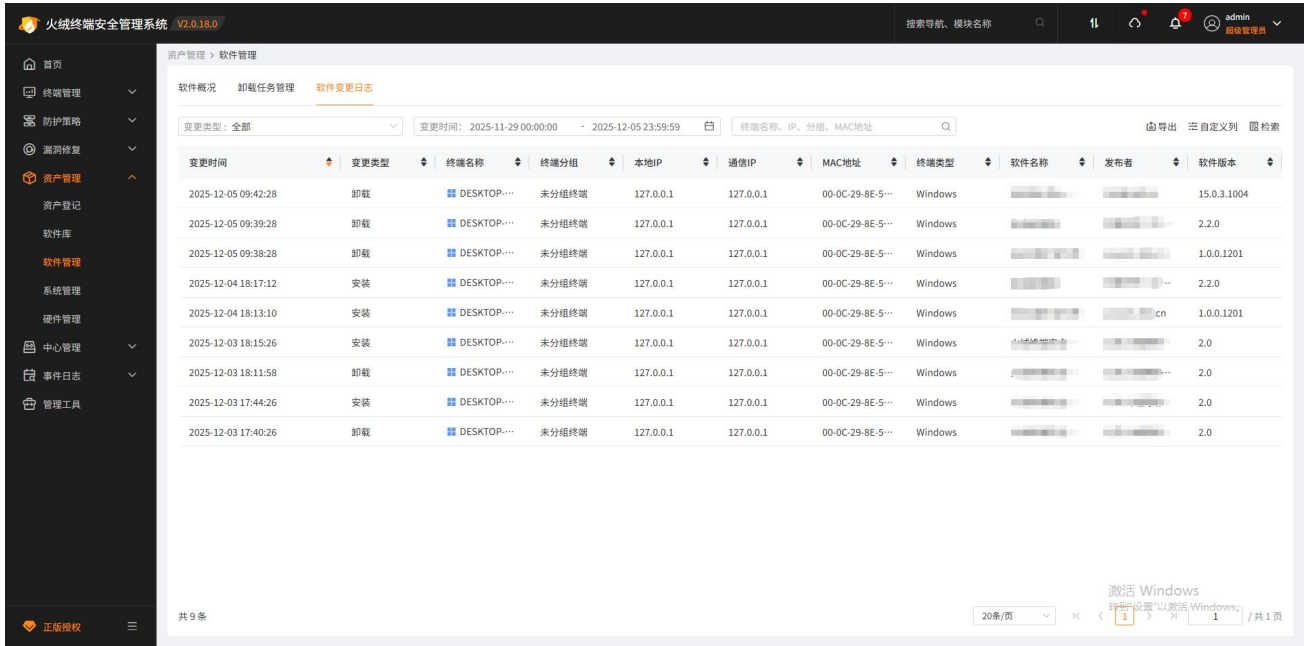 火绒终端安全管理系统 V2.0.18.0 搜索导航、模块名称 7 admin
超级管理员
首页
终端管理
防护策略
漏洞修复
资产管理
资产登记
软件库
软件管理
系统管理
硬件管理
中心管理
事件日志
管理工具
正版授权
资产管理 > 软件管理
软件概况 卸载任务管理 软件变更日志
变更类型：全部 变更时间： 2025-11-29 00:00:00 - 2025-12-05 23:59:59 终端名称、IP、分组、MAC地址 导出 自定义列 检索
变更时间 变更类型 终端名称 终端分组 本地IP 通信IP MAC地址 终端类型 软件名称 发布者 软件版本
2025-12-05 09:42:28 卸载 DESKTOP-··· 未分组终端 127.0.0.1 127.0.0.1 00-0C-29-8E-5··· Windows 15.0.3.1004
2025-12-05 09:39:28 卸载 DESKTOP-··· 未分组终端 127.0.0.1 127.0.0.1 00-0C-29-8E-5··· Windows 2.2.0
2025-12-05 09:38:28 卸载 DESKTOP-··· 未分组终端 127.0.0.1 127.0.0.1 00-0C-29-8E-5··· Windows 1.0.0.1201
2025-12-04 18:17:12 安装 DESKTOP-··· 未分组终端 127.0.0.1 127.0.0.1 00-0C-29-8E-5··· Windows ··· 2.2.0
2025-12-04 18:13:10 安装 DESKTOP-··· 未分组终端 127.0.0.1 127.0.0.1 00-0C-29-8E-5··· Windows cn 1.0.0.1201
2025-12-03 18:15:26 安装 DESKTOP-··· 未分组终端 127.0.0.1 127.0.0.1 00-0C-29-8E-5··· Windows 2.0
2025-12-03 18:11:58 卸载 DESKTOP-··· 未分组终端 127.0.0.1 127.0.0.1 00-0C-29-8E-5··· Windows ··· 2.0
2025-12-03 17:44:26 安装 DESKTOP-··· 未分组终端 127.0.0.1 127.0.0.1 00-0C-29-8E-5··· Windows 2.0
2025-12-03 17:40:26 卸载 DESKTOP-··· 未分组终端 127.0.0.1 127.0.0.1 00-0C-29-8E-5··· Windows 2.0
激活 Windows
转到"设置"以激活 Windows。
共 9 条 20条/页 1 1 / 共 1 页